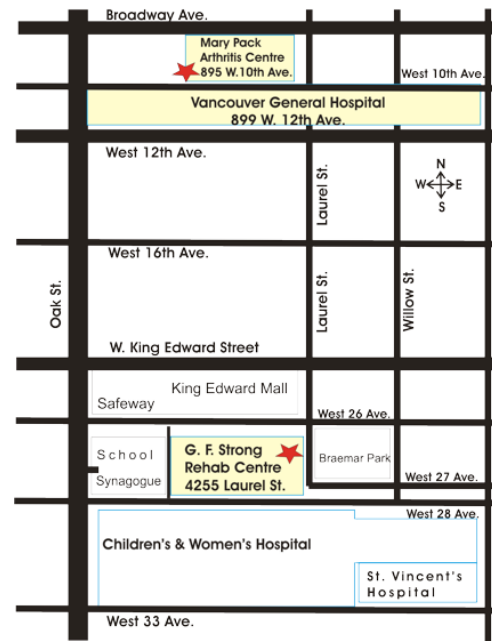 Broadway Ave.
Mary Pack
Arthritis Centre
895 W.10th Ave.
West 10th Ave.
Vancouver General Hospital
899 W. 12th Ave.
West 12th Ave.
N
W E
S
Laurel St.
West 16th Ave.
Oak St.
Laurel St.
Willow St.
W. King Edward Street
King Edward Mall
Safeway
West 26 Ave.
School
Synagogue
G. F. Strong
Rehab Centre
4255 Laurel St.
Braemar Park
West 27 Ave.
West 28 Ave.
Children's & Women's Hospital
St. Vincent's
Hospital
West 33 Ave.